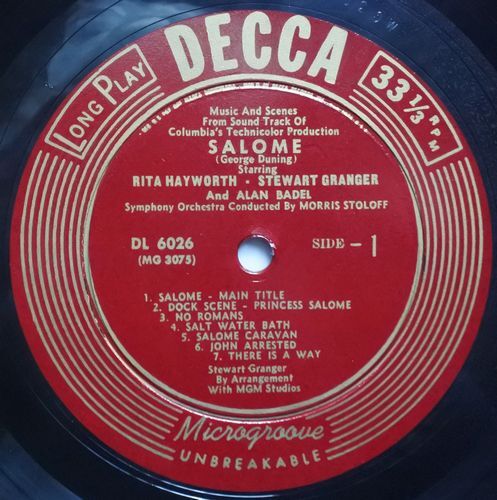 DECCA
LONG PLAY
33 1/3 RPM
Music And Scenes
From Sound Track Of
Columbia's Technicolor Production
SALOME
(George Duning)
Starring
RITA HAYWORTH • STEWART GRANGER
And ALAN BADEL
Symphony Orchestra Conducted By MORRIS STOLOFF
DL 6026
(MG 3075)
SIDE - 1
1. SALOME - MAIN TITLE
2. DOCK SCENE - PRINCESS SALOME
3. NO ROMANS
4. SALT WATER BATH
5. SALOME CARAVAN
6. JOHN ARRESTED
7. THERE IS A WAY
Stewart Granger
By Arrangement
With MGM Studios
Microgroove
UNBREAKABLE